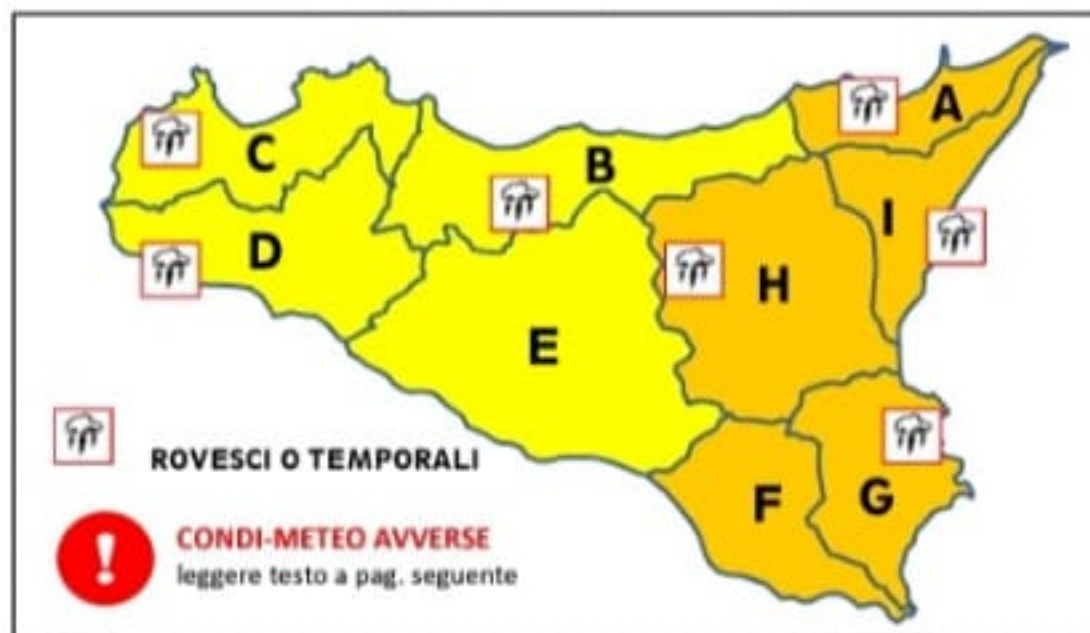 A
C
B
I
D
H
E
F
G
ROVESCI O TEMPORALI
!
CONDI-METEO AVVERSE
leggere testo a pag. seguente